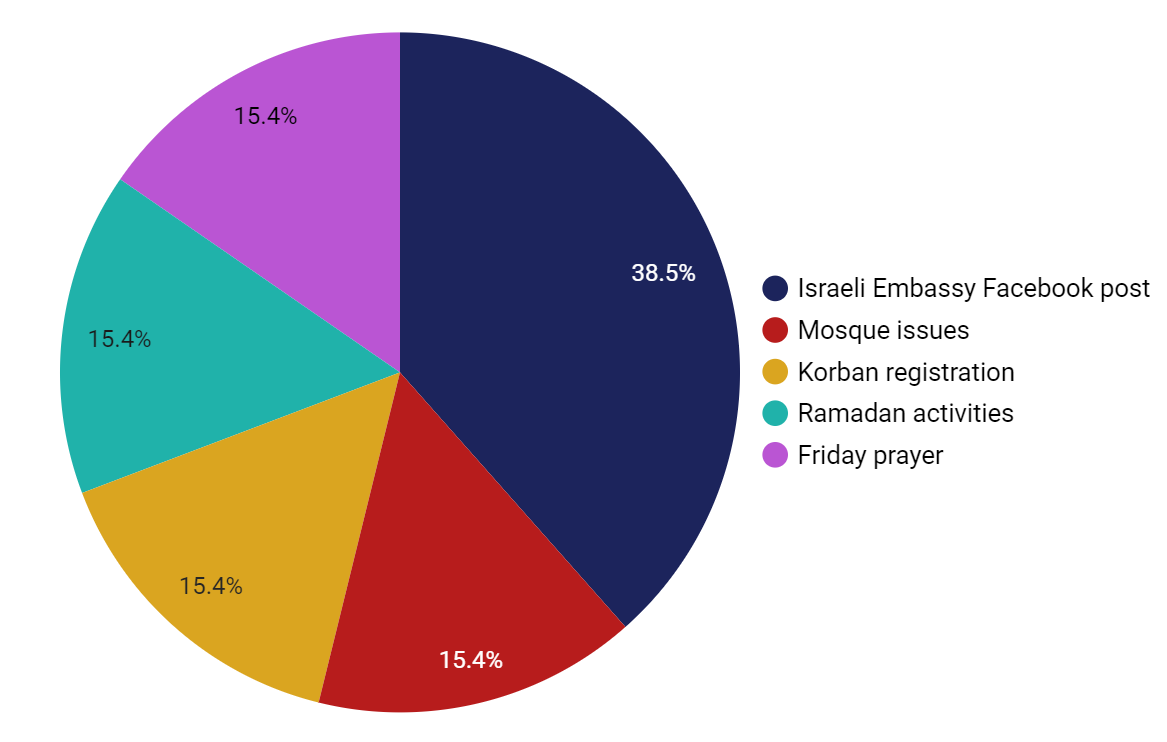 15.4%
38.5%
15.4%
15.4%
15.4%
Israeli Embassy Facebook post
Mosque issues
Korban registration
Ramadan activities
Friday prayer